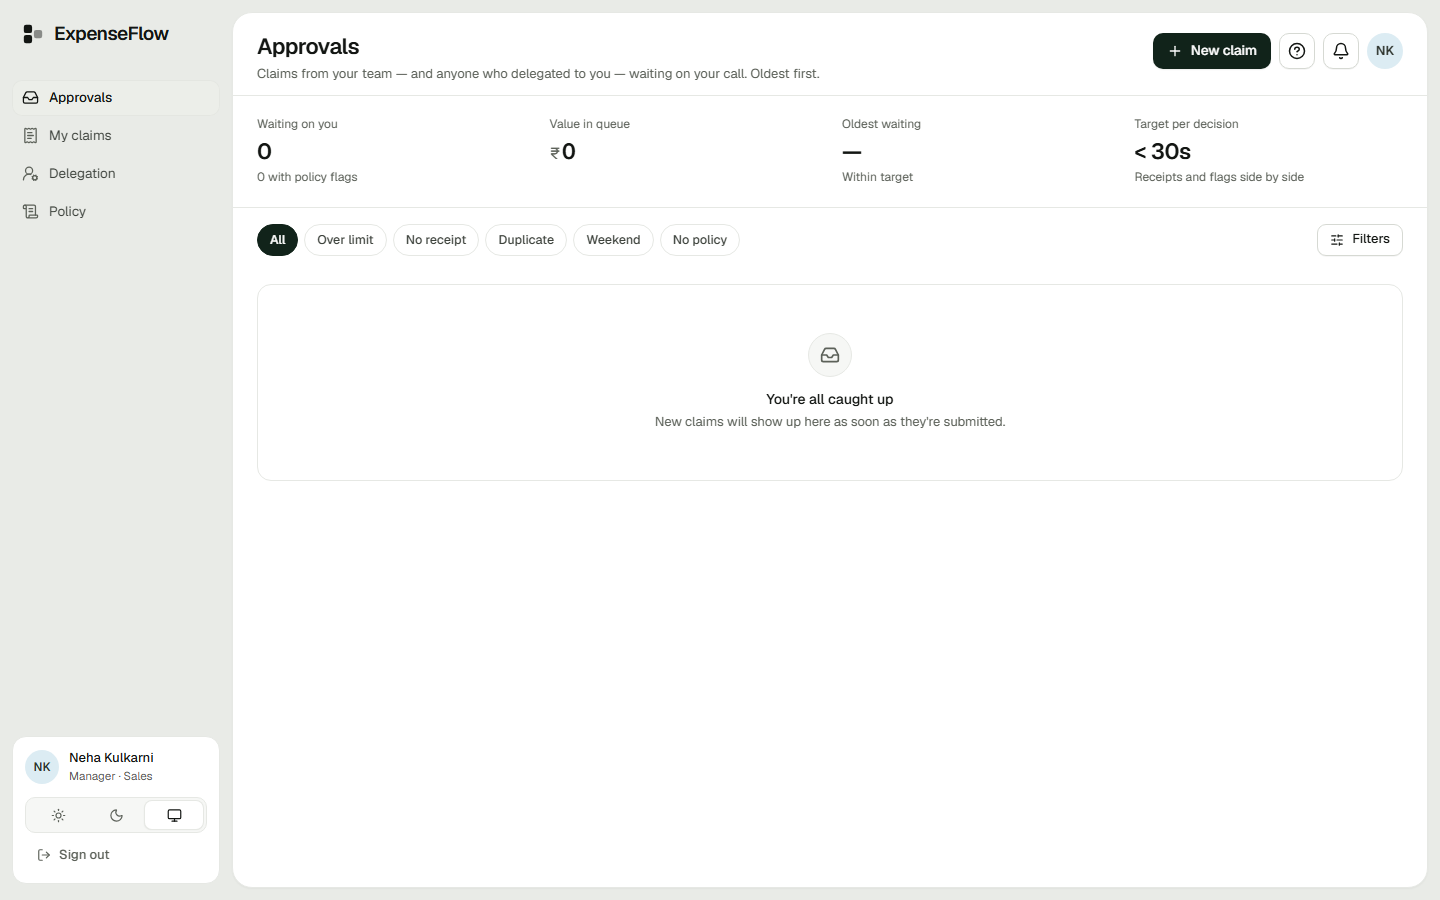 ExpenseFlow
Approvals
My claims
Delegation
Policy
NK
Neha Kulkarni
Manager · Sales
Sign out
Approvals
Claims from your team — and anyone who delegated to you — waiting on your call. Oldest first.
New claim
NK
Waiting on you
0
0 with policy flags
Value in queue
₹0
Oldest waiting
—
Within target
Target per decision
< 30s
Receipts and flags side by side
All
Over limit
No receipt
Duplicate
Weekend
No policy
Filters
You're all caught up
New claims will show up here as soon as they're submitted.